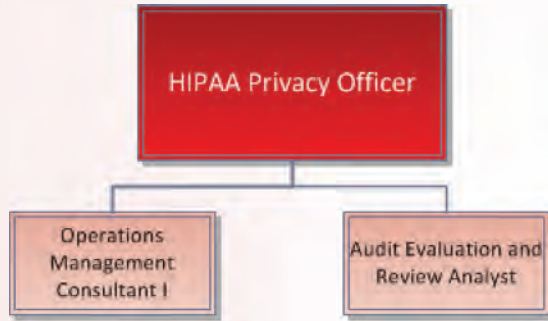 HIPAA Privacy Officer
Operations
Management
Consultant I
Audit Evaluation and
Review Analyst